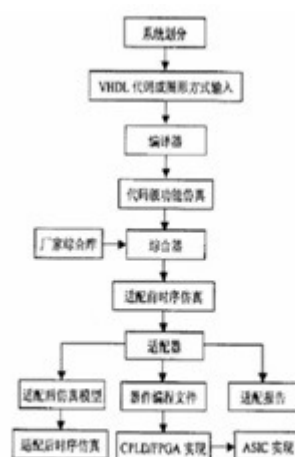 系统划分
VHDL 代码或图形方式输入
编译器
代码级功能仿真
厂家综合库
综合器
适配前时序仿真
适配器
适配后仿真模型
器件编程文件
适配报告
适配后时序仿真
CPLD/FPGA 实现
ASIC 实现